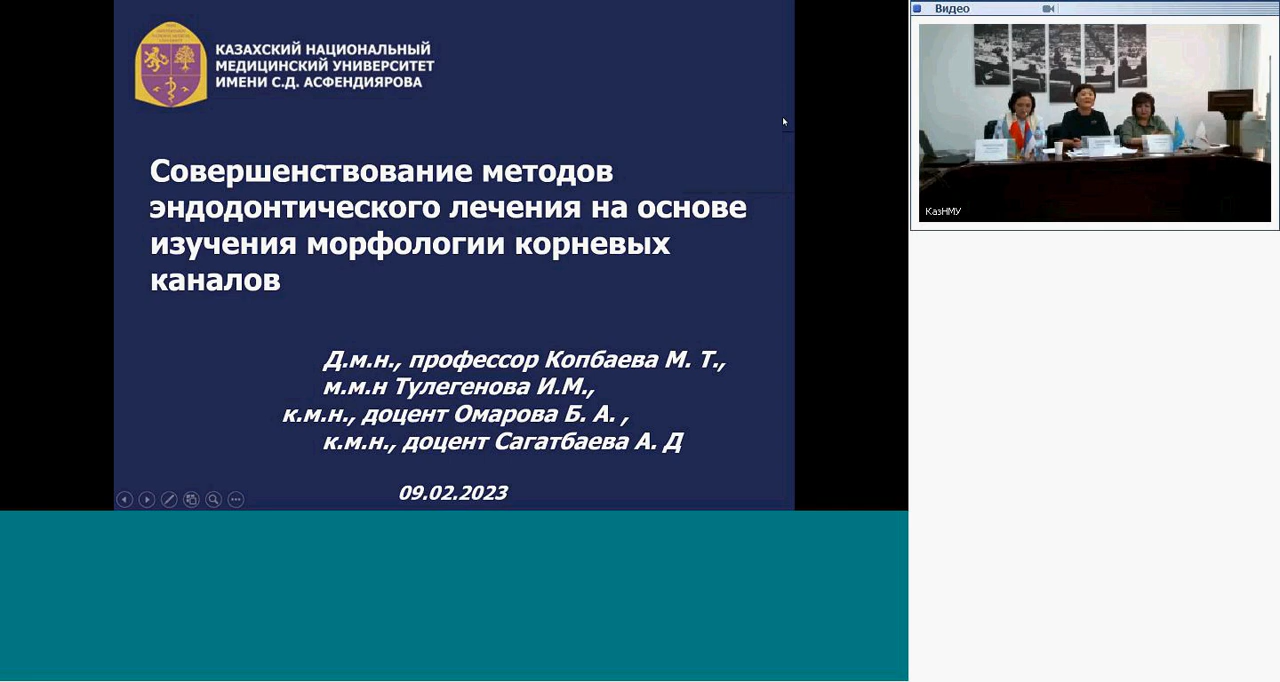 КАЗАХСКИЙ НАЦИОНАЛЬНЫЙ
МЕДИЦИНСКИЙ УНИВЕРСИТЕТ
ИМЕНИ С.Д. АСФЕНДИЯРОВА
Совершенствование методов
эндодонтического лечения на основе
изучения морфологии корневых
каналов
Д.м.н., профессор Копбаева М. Т.,
м.м.н Тулегенова И.М.,
к.м.н., доцент Омарова Б. А. ,
к.м.н., доцент Сагатбаева А. Д
09.02.2023
Видео
КазНМУ